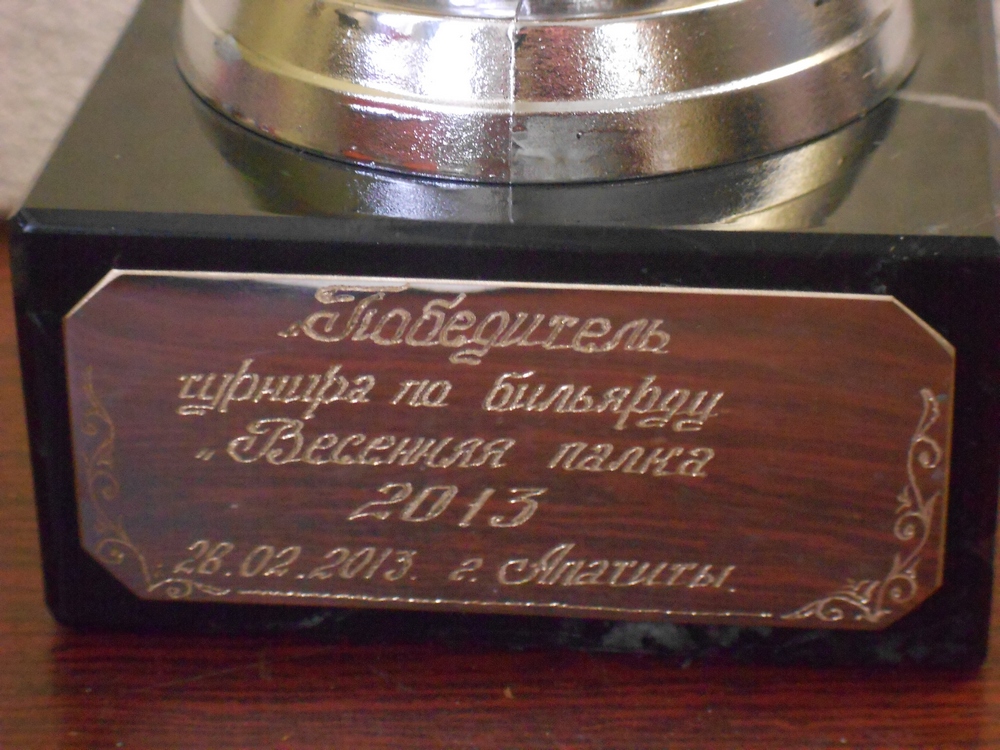 „Победитель
турнира по бильярду
„Весенняя палка
2013
28.02.2013. г. Апатиты.